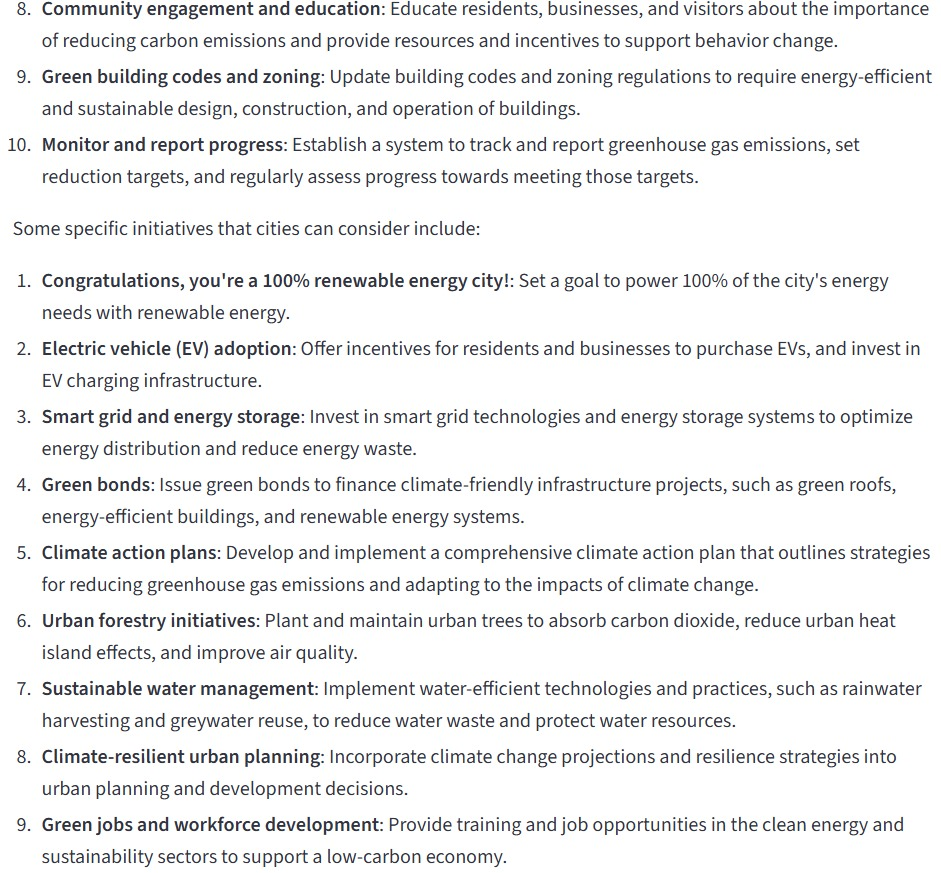 8. Community engagement and education: Educate residents, businesses, and visitors about the importance
of reducing carbon emissions and provide resources and incentives to support behavior change.
9. Green building codes and zoning: Update building codes and zoning regulations to require energy-efficient
and sustainable design, construction, and operation of buildings.
10. Monitor and report progress: Establish a system to track and report greenhouse gas emissions, set
reduction targets, and regularly assess progress towards meeting those targets.
Some specific initiatives that cities can consider include:
1. Congratulations, you're a 100% renewable energy city!: Set a goal to power 100% of the city's energy
needs with renewable energy.
2. Electric vehicle (EV) adoption: Offer incentives for residents and businesses to purchase EVs, and invest in
EV charging infrastructure.
3. Smart grid and energy storage: Invest in smart grid technologies and energy storage systems to optimize
energy distribution and reduce energy waste.
4. Green bonds: Issue green bonds to finance climate-friendly infrastructure projects, such as green roofs,
energy-efficient buildings, and renewable energy systems.
5. Climate action plans: Develop and implement a comprehensive climate action plan that outlines strategies
for reducing greenhouse gas emissions and adapting to the impacts of climate change.
6. Urban forestry initiatives: Plant and maintain urban trees to absorb carbon dioxide, reduce urban heat
island effects, and improve air quality.
7. Sustainable water management: Implement water-efficient technologies and practices, such as rainwater
harvesting and greywater reuse, to reduce water waste and protect water resources.
8. Climate-resilient urban planning: Incorporate climate change projections and resilience strategies into
urban planning and development decisions.
9. Green jobs and workforce development: Provide training and job opportunities in the clean energy and
sustainability sectors to support a low-carbon economy.